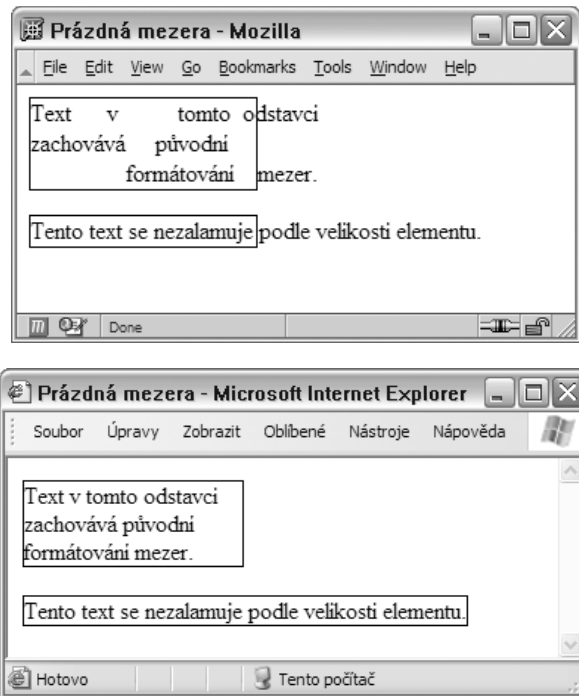 Prázdná mezera - Mozilla
File Edit View Go Bookmarks Tools Window Help
Text v tomto odstavci
zachovává původní
formátování mezer.
Tento text se nezalamuje podle velikosti elementu.
Done
Prázdná mezera - Microsoft Internet Explorer
Soubor Úpravy Zobrazit Oblíbené Nástroje Nápověda
Text v tomto odstavci
zachovává původní
formátování mezer.
Tento text se nezalamuje podle velikosti elementu.
Hotovo Tento počítač